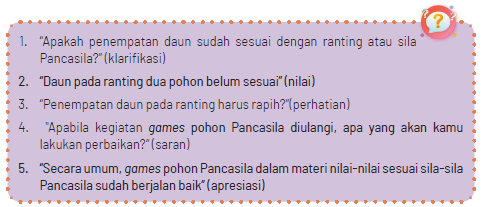 ?
1. "Apakah penempatan daun sudah sesuai dengan ranting atau sila
Pancasila?" (klarifikasi)
2. "Daun pada ranting dua pohon belum sesuai" (nilai)
3. "Penempatan daun pada ranting harus rapih?"(perhatian)
4. "Apabila kegiatan games pohon Pancasila diulangi, apa yang akan kamu
lakukan perbaikan?" (saran)
5. "Secara umum, games pohon Pancasila dalam materi nilai-nilai sesuai sila-sila
Pancasila sudah berjalan baik" (apresiasi)